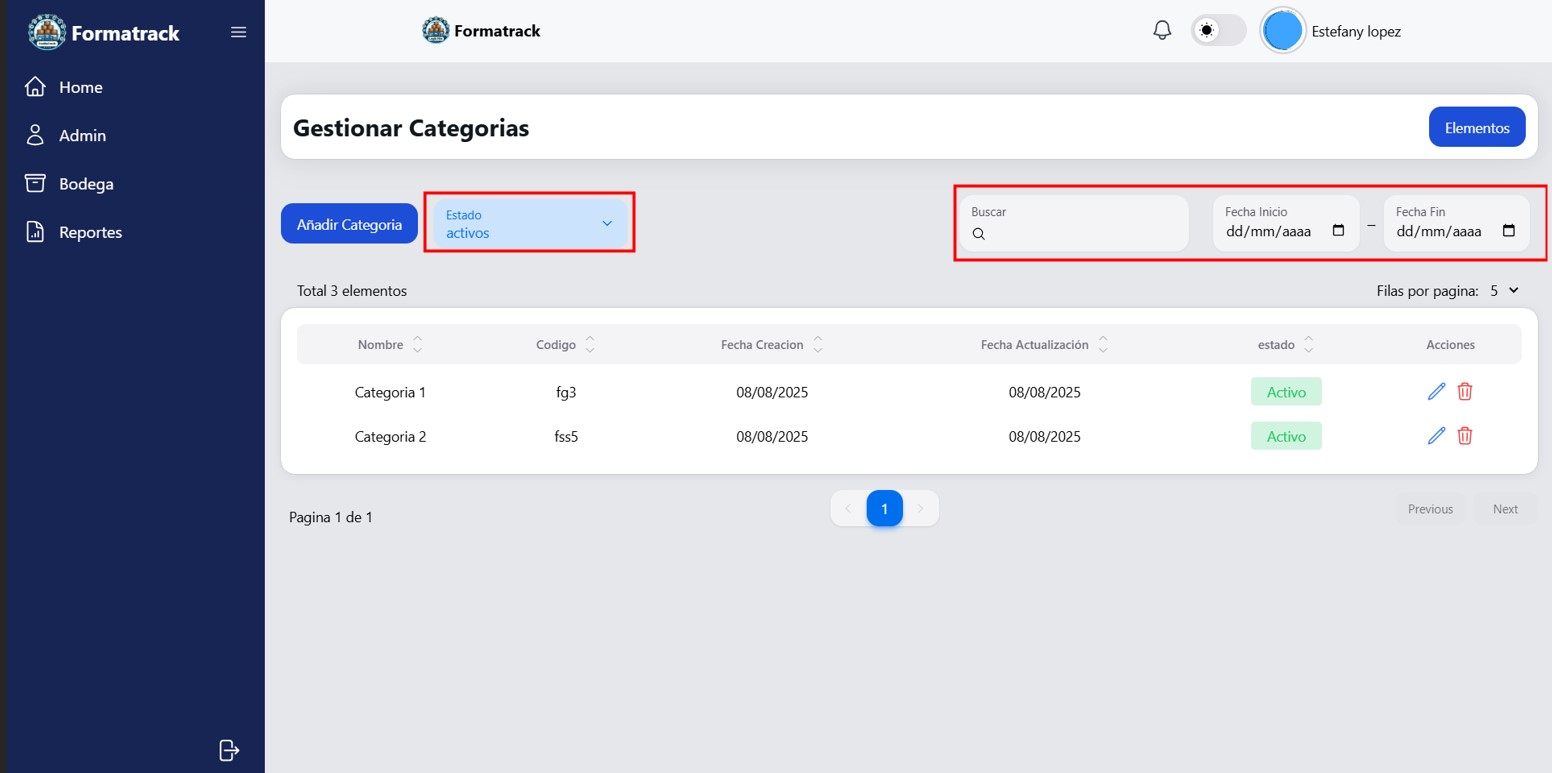 Formatrack
Home
Admin
Bodega
Reportes
Formatrack
Estefany lopez
Gestionar Categorias
Elementos
Añadir Categoria
Estado
activos
Buscar
Fecha Inicio
dd/mm/aaaa
–
Fecha Fin
dd/mm/aaaa
Total 3 elementos
Filas por pagina: 5
Nombre Codigo Fecha Creacion Fecha Actualización estado Acciones
Categoria 1 fg3 08/08/2025 08/08/2025 Activo
Categoria 2 fss5 08/08/2025 08/08/2025 Activo
Pagina 1 de 1
1
Previous Next